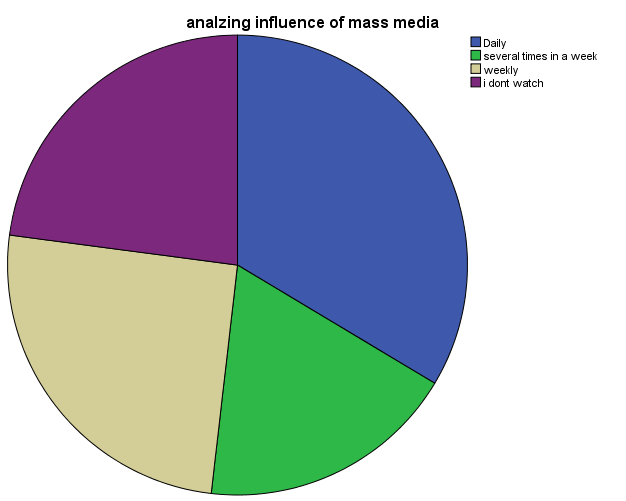 analzing influence of mass media
Daily
several times in a week
weekly
i dont watch